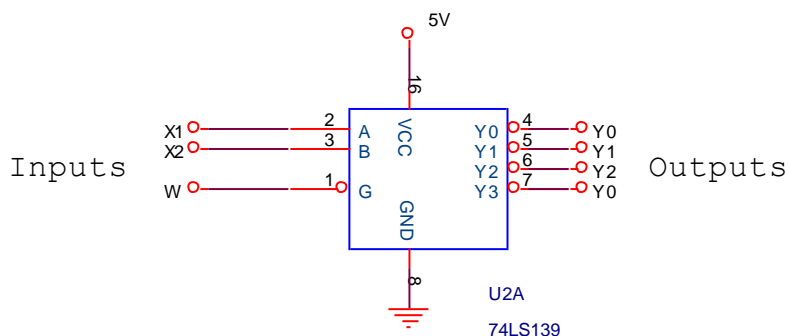 5V
16
X1 2 A VCC Y0 4 Y0
X2 3 B Y1 5 Y1
Inputs Y2 6 Y2 Outputs
W 1 G GND Y3 7 Y0
8
U2A
74LS139